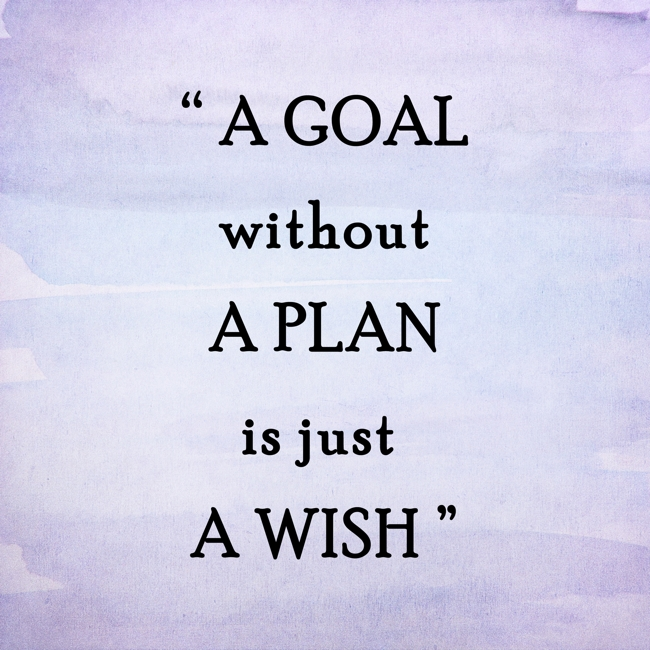 “ A GOAL
without
A PLAN
is just
A WISH ”